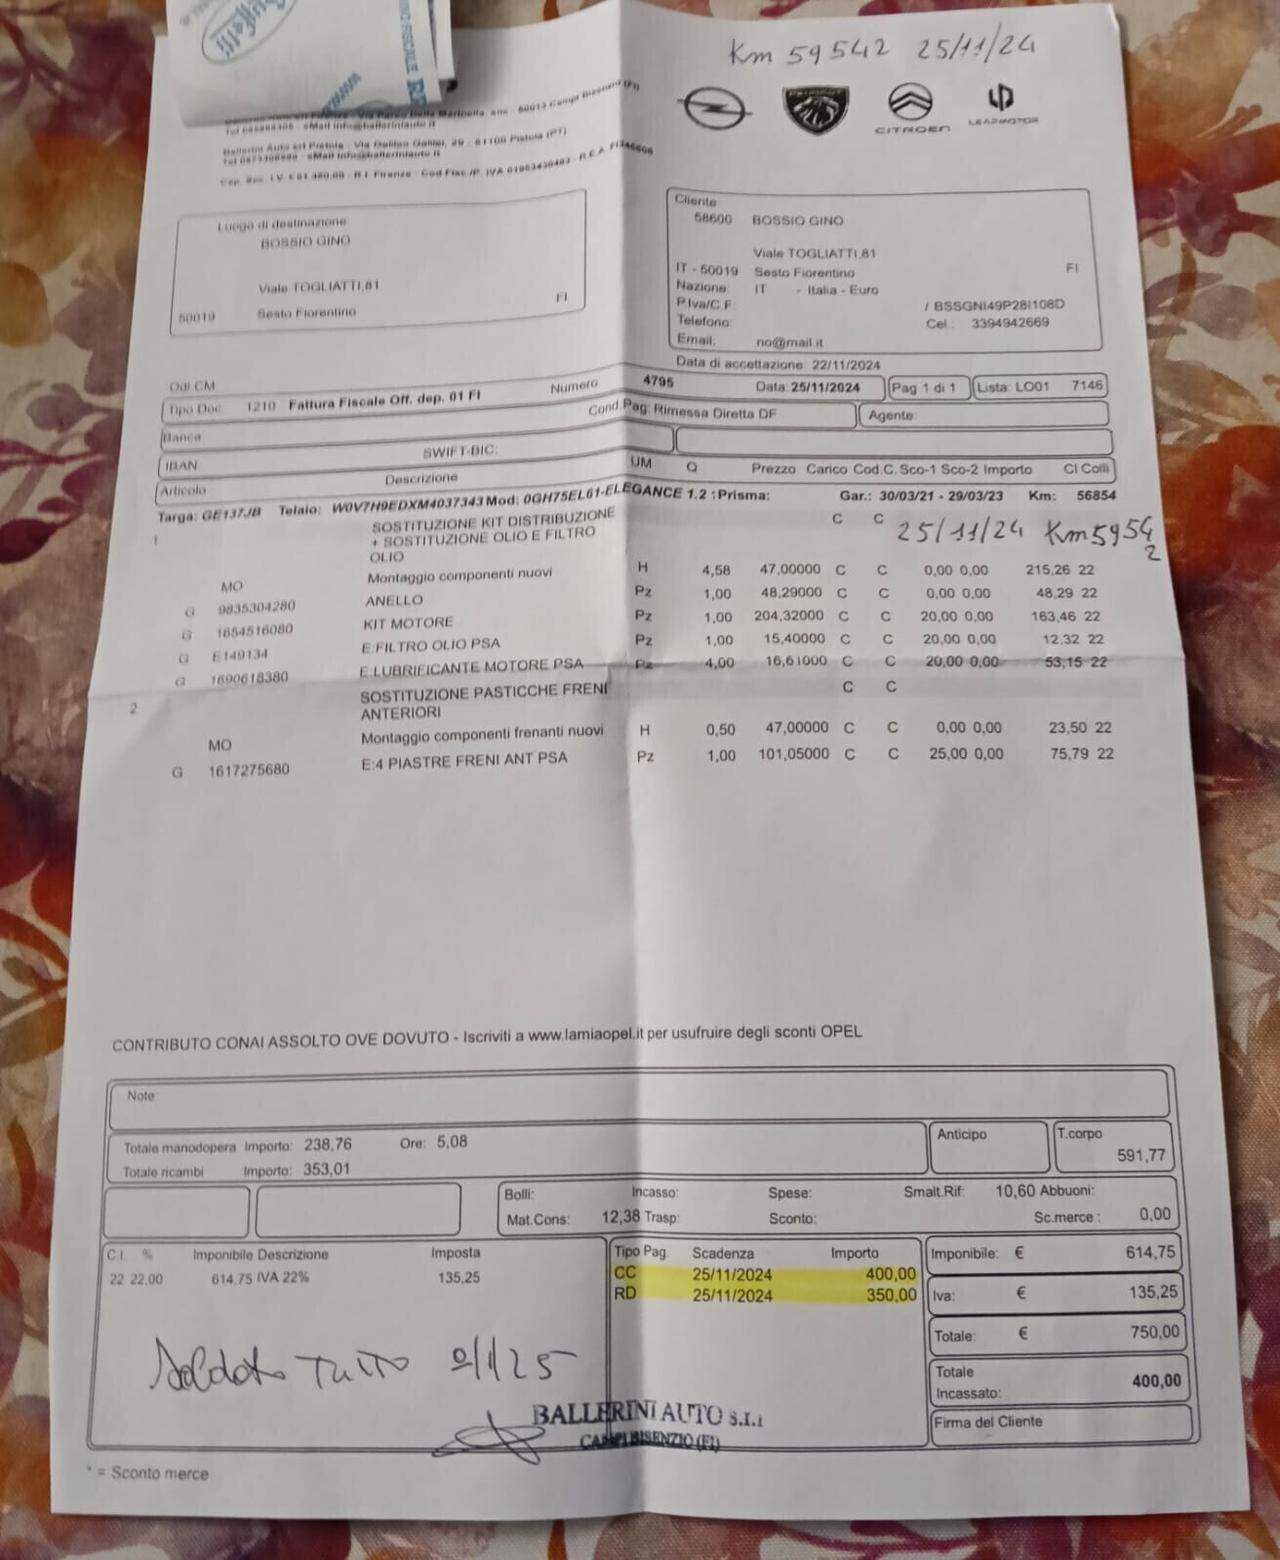 Km 59542 25/11/24
CITROËN
LEAPMOTOR
Ballerini Auto srl Pistoia - Via Galileo Galilei, 29 - 51100 Pistoia (PT)
Luogo di destinazione
BOSSIO GINO
Viale TOGLIATTI,81
50019 Sesto Fiorentino FI
Cliente
58600 BOSSIO GINO
Viale TOGLIATTI,81
IT - 50019 Sesto Fiorentino FI
Nazione: IT - Italia - Euro
P.Iva/C.F: / BSSGNI49P28I108D
Telefono: Cel : 3394942669
Email: no@mail.it
Data di accettazione: 22/11/2024
Odl CM
Tipo Doc 1210 Fattura Fiscale Off. dep. 01 FI Numero 4795 Data: 25/11/2024 Pag 1 di 1 Lista: LO01 7146
Banca Cond.Pag: Rimessa Diretta DF Agente:
IBAN: SWIFT-BIC:
Articolo Descrizione UM Q Prezzo Carico Cod.C. Sco-1 Sco-2 Importo CI Colli
Targa: GE137JB Telaio: W0V7H9EDXM4037343 Mod: 0GH75EL61-ELEGANCE 1.2 : Prisma: Gar.: 30/03/21 - 29/03/23 Km: 56854
1 SOSTITUZIONE KIT DISTRIBUZIONE C C
+ SOSTITUZIONE OLIO E FILTRO
OLIO
25/11/24 Km 59542
MO Montaggio componenti nuovi H 4,58 47,00000 C C 0,00 0,00 215,26 22
G 9835304280 ANELLO Pz 1,00 48,29000 C C 0,00 0,00 48,29 22
G 1654516080 KIT MOTORE Pz 1,00 204,32000 C C 20,00 0,00 163,46 22
G E149134 E:FILTRO OLIO PSA Pz 1,00 15,40000 C C 20,00 0,00 12,32 22
G 1690618380 E:LUBRIFICANTE MOTORE PSA Pz 4,00 16,61000 C C 20,00 0,00 53,15 22
2 SOSTITUZIONE PASTICCHE FRENI C C
ANTERIORI
MO Montaggio componenti frenanti nuovi H 0,50 47,00000 C C 0,00 0,00 23,50 22
G 1617275680 E:4 PIASTRE FRENI ANT PSA Pz 1,00 101,05000 C C 25,00 0,00 75,79 22
CONTRIBUTO CONAI ASSOLTO OVE DOVUTO - Iscriviti a www.lamiaopel.it per usufruire degli sconti OPEL
Note
Totale manodopera Importo: 238,76 Ore: 5,08
Totale ricambi Importo: 353,01
Anticipo
T.corpo
591,77
Bolli: Incasso: Spese: Smalt.Rif: 10,60 Abbuoni:
Mat.Cons: 12,38 Trasp: Sconto: Sc.merce : 0,00
C.I. % Imponibile Descrizione Imposta
22 22,00 614,75 IVA 22% 135,25
Tipo Pag. Scadenza Importo
CC 25/11/2024 400,00
RD 25/11/2024 350,00
Imponibile: € 614,75
Iva: € 135,25
Totale: € 750,00
Totale
Incassato: 400,00
Firma del Cliente
Saldato TUTTO
BALLERINI AUTO s.r.l
CAMPI BISENZIO (FI)
* = Sconto merce